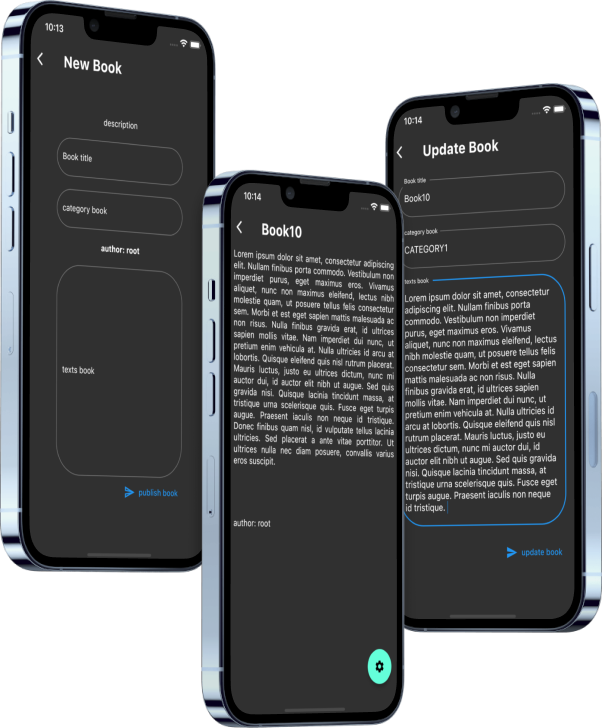 10:13
New Book
description
Book title
category book
author: root
texts book
publish book
10:14
Book10
Lorem ipsum dolor sit amet, consectetur adipiscing
elit. Nullam finibus porta commodo. Vestibulum non
imperdiet purus, eget maximus eros. Vivamus
aliquet, nunc non maximus eleifend, lectus nibh
molestie quam, ut posuere tellus felis consectetur
sem. Morbi et est eget sapien mattis malesuada ac
non risus. Nulla finibus gravida erat, id ultrices
sapien mollis vitae. Nam imperdiet dui nunc, ut
pretium enim vehicula at. Nulla ultricies id arcu at
lobortis. Quisque eleifend quis nisl rutrum placerat.
Mauris luctus, justo eu ultrices dictum, nunc mi
auctor dui, id auctor elit nibh ut augue. Sed quis
gravida nisi. Quisque lacinia tincidunt massa, at
tristique urna scelerisque quis. Fusce eget turpis
augue. Praesent iaculis non neque id tristique.
Donec finibus quam nisl, id vulputate tellus lacinia
ultricies. Sed placerat a ante vitae porttitor. Ut
ultrices nulla nec diam posuere, convallis varius
eros suscipit.
author: root
10:14
Update Book
Book title
Book10
category book
CATEGORY1
texts book
Lorem ipsum dolor sit amet, consectetur
adipiscing elit. Nullam finibus porta
commodo. Vestibulum non imperdiet
purus, eget maximus eros. Vivamus
aliquet, nunc non maximus eleifend, lectus
nibh molestie quam, ut posuere tellus felis
consectetur sem. Morbi et est eget sapien
mattis malesuada ac non risus. Nulla
finibus gravida erat, id ultrices sapien
mollis vitae. Nam imperdiet dui nunc, ut
pretium enim vehicula at. Nulla ultricies id
arcu at lobortis. Quisque eleifend quis nisl
rutrum placerat. Mauris luctus, justo eu
ultrices dictum, nunc mi auctor dui, id
auctor elit nibh ut augue. Sed quis gravida
nisi. Quisque lacinia tincidunt massa, at
tristique urna scelerisque quis. Fusce eget
turpis augue. Praesent iaculis non neque
id tristique.
update book